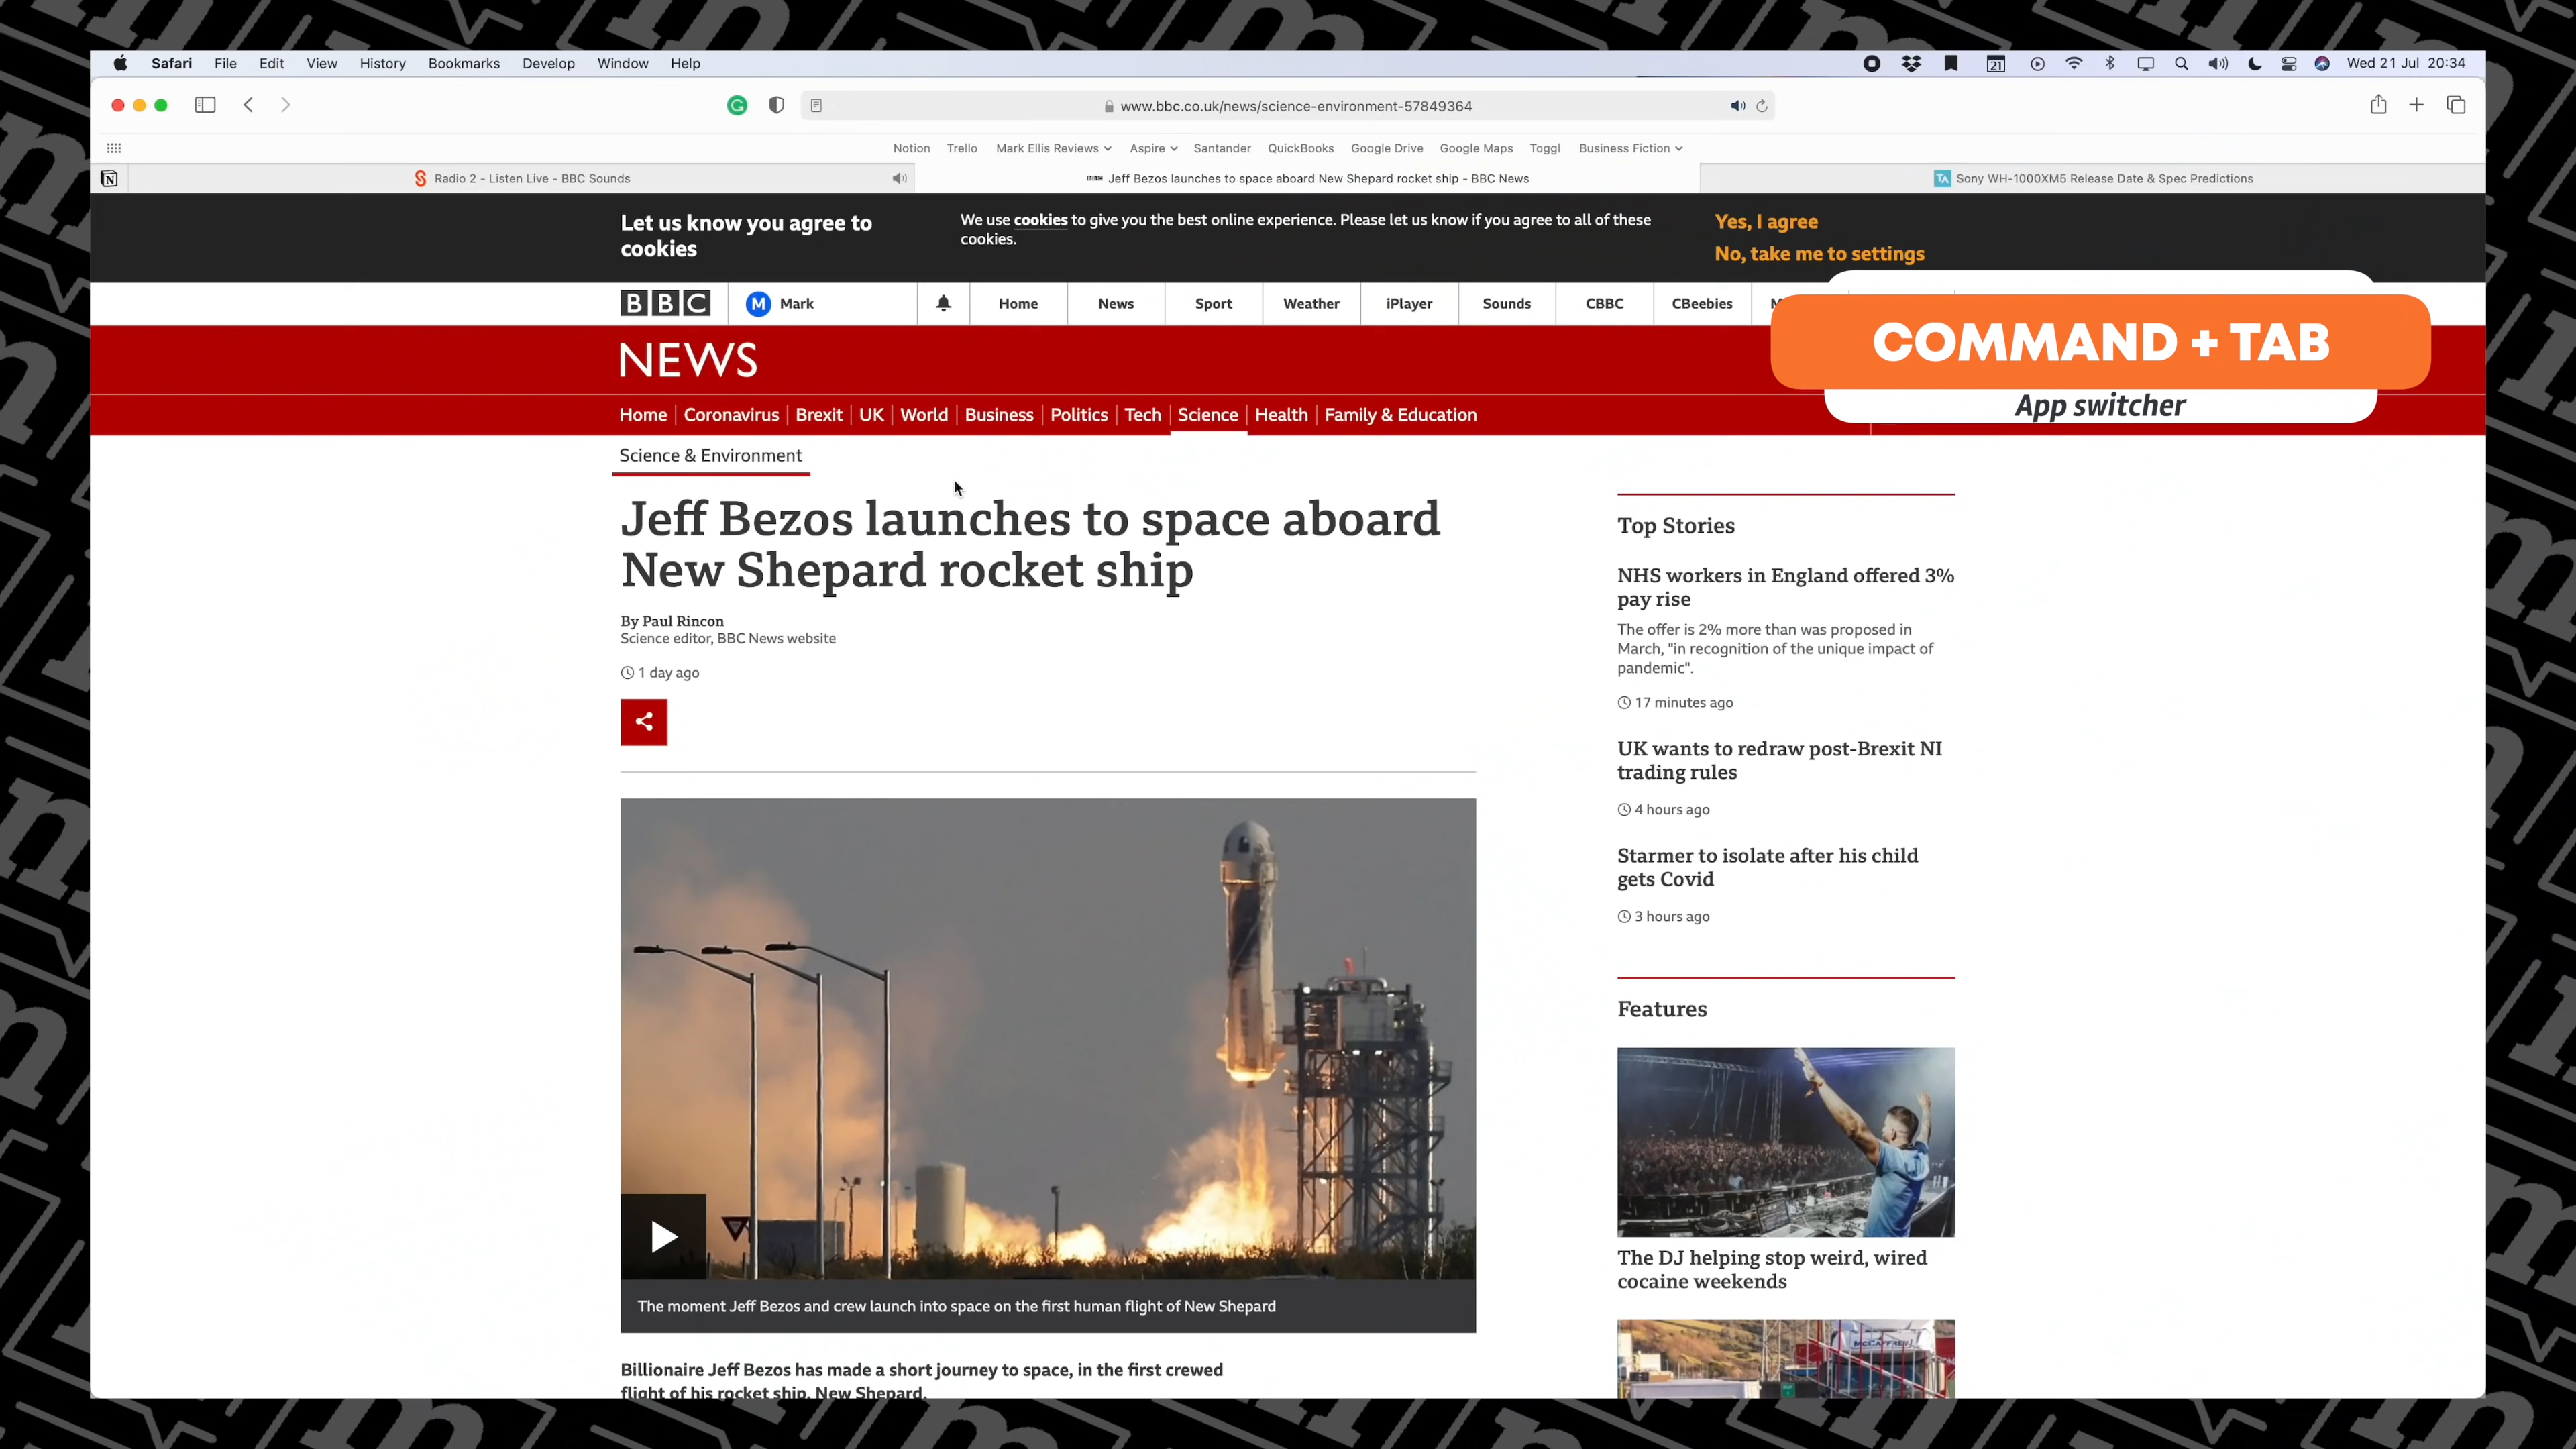 Safari File Edit View History Bookmarks Develop Window Help
21 Wed 21 Jul 20:34
www.bbc.co.uk/news/science-environment-57849364
Notion Trello Mark Ellis Reviews Aspire Santander QuickBooks Google Drive Google Maps Toggl Business Fiction
Radio 2 - Listen Live - BBC Sounds
BBC Jeff Bezos launches to space aboard New Shepard rocket ship - BBC News
TA Sony WH-1000XM5 Release Date & Spec Predictions
Let us know you agree to
cookies
We use cookies to give you the best online experience. Please let us know if you agree to all of these
cookies.
Yes, I agree
No, take me to settings
BBC M Mark Home News Sport Weather iPlayer Sounds CBBC CBeebies
COMMAND + TAB
App switcher
NEWS
Home Coronavirus Brexit UK World Business Politics Tech Science Health Family & Education
Science & Environment
Jeff Bezos launches to space aboard
New Shepard rocket ship
By Paul Rincon
Science editor, BBC News website
1 day ago
The moment Jeff Bezos and crew launch into space on the first human flight of New Shepard
Billionaire Jeff Bezos has made a short journey to space, in the first crewed
flight of his rocket ship, New Shepard.
Top Stories
NHS workers in England offered 3%
pay rise
The offer is 2% more than was proposed in
March, "in recognition of the unique impact of
pandemic".
17 minutes ago
UK wants to redraw post-Brexit NI
trading rules
4 hours ago
Starmer to isolate after his child
gets Covid
3 hours ago
Features
The DJ helping stop weird, wired
cocaine weekends